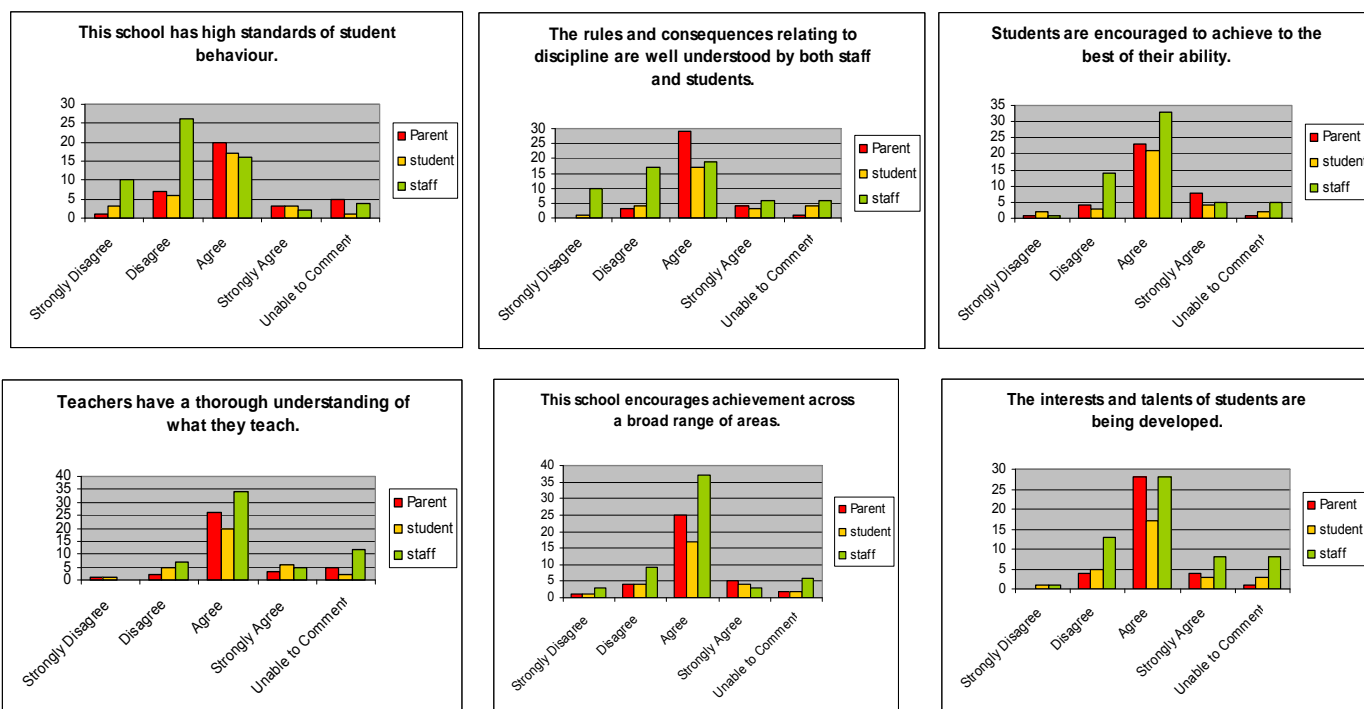 This school has high standards of student
behaviour.
30
25
20
15
10
5
0
Parent
student
staff
Strongly Disagree
Disagree
Agree
Strongly Agree
Unable to Comment
The rules and consequences relating to
discipline are well understood by both staff
and students.
30
25
20
15
10
5
0
Parent
student
staff
Strongly Disagree
Disagree
Agree
Strongly Agree
Unable to Comment
Students are encouraged to achieve to the
best of their ability.
35
30
25
20
15
10
5
0
Parent
student
staff
Strongly Disagree
Disagree
Agree
Strongly Agree
Unable to Comment
Teachers have a thorough understanding of
what they teach.
40
35
30
25
20
15
10
5
0
Parent
student
staff
Strongly Disagree
Disagree
Agree
Strongly Agree
Unable to Comment
This school encourages achievement across
a broad range of areas.
40
35
30
25
20
15
10
5
0
Parent
student
staff
Strongly Disagree
Disagree
Agree
Strongly Agree
Unable to Comment
The interests and talents of students are
being developed.
30
25
20
15
10
5
0
Parent
student
staff
Strongly Disagree
Disagree
Agree
Strongly Agree
Unable to Comment